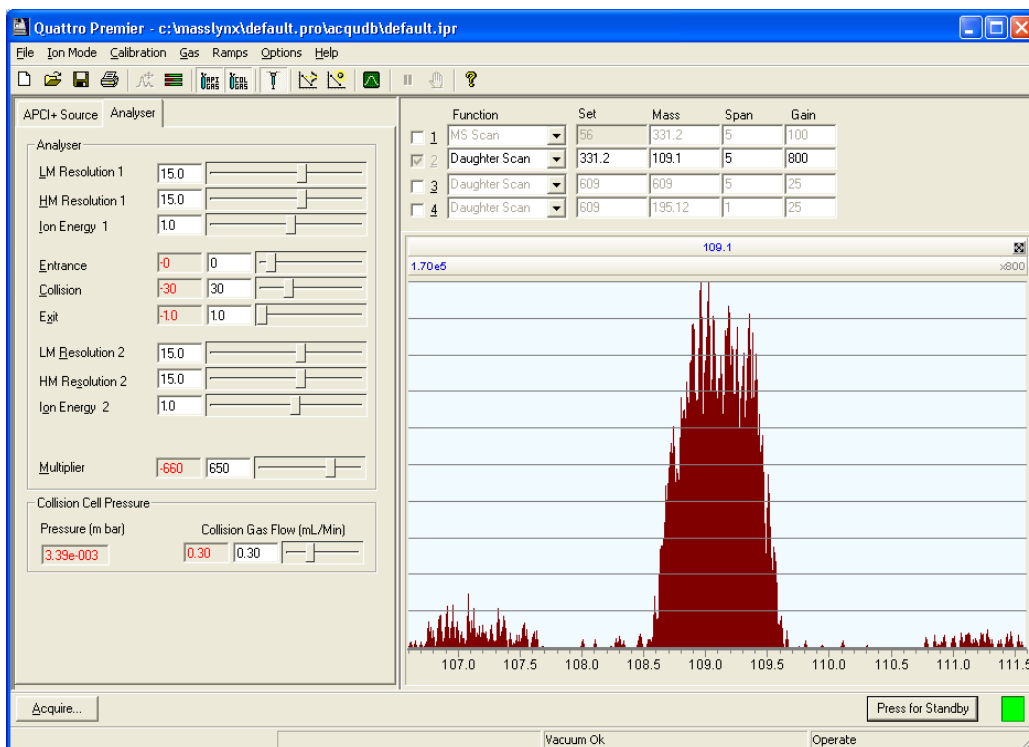 Quattro Premier - c:\masslynx\default.pro\acqudb\default.ipr
File Ion Mode Calibration Gas Ramps Options Help
API GAS COL GAS
APCI+ Source Analyser
Analyser
LM Resolution 1 15.0
HM Resolution 1 15.0
Ion Energy 1 1.0
Entrance -0 0
Collision -30 30
Exit -1.0 1.0
LM Resolution 2 15.0
HM Resolution 2 15.0
Ion Energy 2 1.0
Multiplier -660 650
Collision Cell Pressure
Pressure (m bar) Collision Gas Flow (mL/Min)
3.39e-003 0.30 0.30
Function Set Mass Span Gain
1 MS Scan 56 331.2 5 100
2 Daughter Scan 331.2 109.1 5 800
3 Daughter Scan 609 609 5 25
4 Daughter Scan 609 195.12 1 25
109.1
1.70e5 x800
107.0 107.5 108.0 108.5 109.0 109.5 110.0 110.5 111.0 111.5
Acquire... Press for Standby
Vacuum Ok Operate